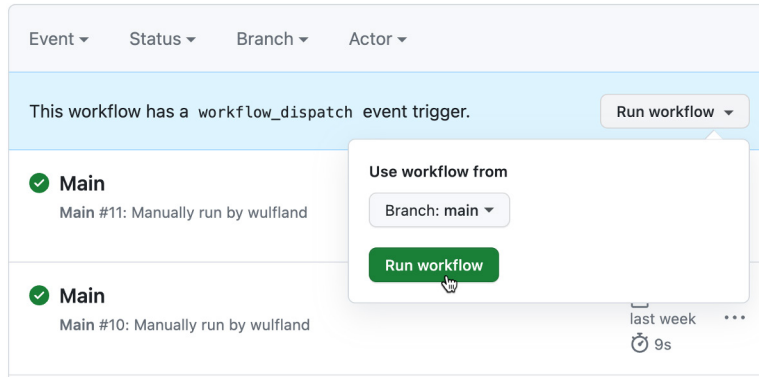 Event Status Branch Actor
This workflow has a workflow_dispatch event trigger. Run workflow
Use workflow from
Branch: main
Run workflow
Main
Main #11: Manually run by wulfland
Main
Main #10: Manually run by wulfland
last week
9s